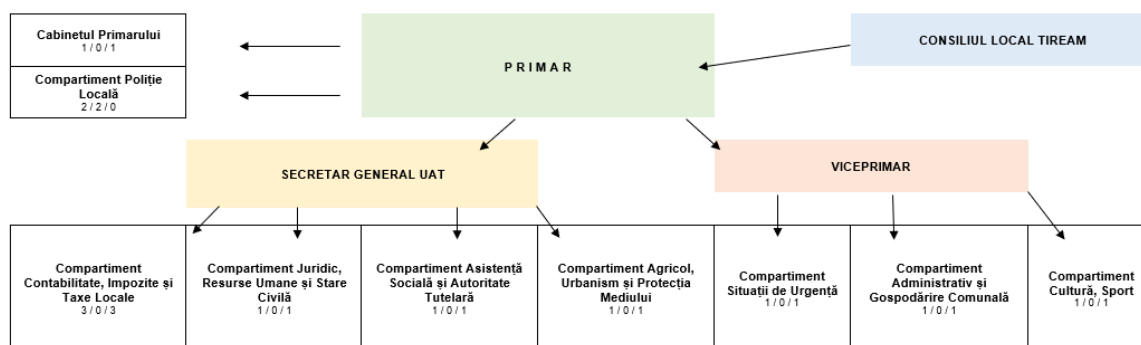 Cabinetul Primarului
1 / 0 / 1
Compartiment Poliție
Locală
2 / 2 / 0
P R I M A R
CONSILIUL LOCAL TIREAM
SECRETAR GENERAL UAT
VICEPRIMAR
Compartiment
Contabilitate, Impozite și
Taxe Locale
3 / 0 / 3
Compartiment Juridic,
Resurse Umane și Stare
Civilă
1 / 0 / 1
Compartiment Asistență
Socială și Autoritate
Tutelară
1 / 0 / 1
Compartiment Agricol,
Urbanism și Protecția
Mediului
1 / 0 / 1
Compartiment
Situații de Urgență
1 / 0 / 1
Compartiment
Administrativ și
Gospodărire Comunală
1 / 0 / 1
Compartiment
Cultură, Sport
1 / 0 / 1